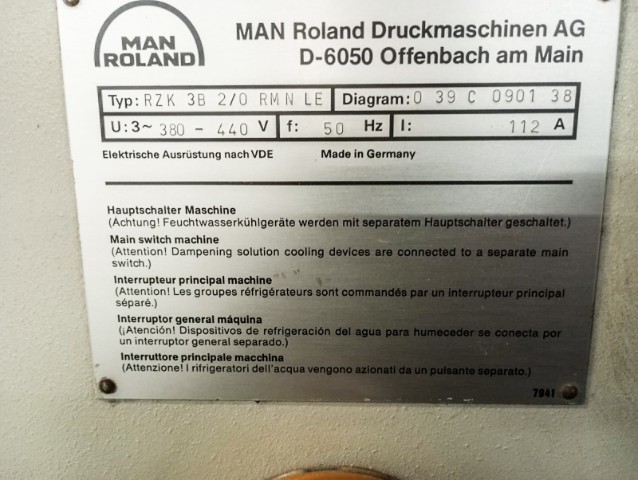 MAN
ROLAND
MAN Roland Druckmaschinen AG
D-6050 Offenbach am Main
Typ: RZK 3B 2/0 RM N LE Diagram: 0 39 C 0901 38
U: 3~ 380 - 440 V f: 50 Hz I: 112 A
Elektrische Ausrüstung nach VDE Made in Germany
Hauptschalter Maschine
(Achtung! Feuchtwasserkühlgeräte werden mit separatem Hauptschalter geschaltet.)
Main switch machine
(Attention! Dampening solution cooling devices are connected to a separate main
switch.)
Interrupteur principal machine
(Attention! Les groupes réfrigérateurs sont commandés par un interrupteur principal
séparé.)
Interruptor general máquina
(¡Atención! Dispositivos de refrigeración del agua para humeceder se conecta por
un interruptor general separado.)
Interruttore principale macchina
(Attenzione! I rifrigeratori dell'acqua vengono azionati da un pulsante separato.)
7941